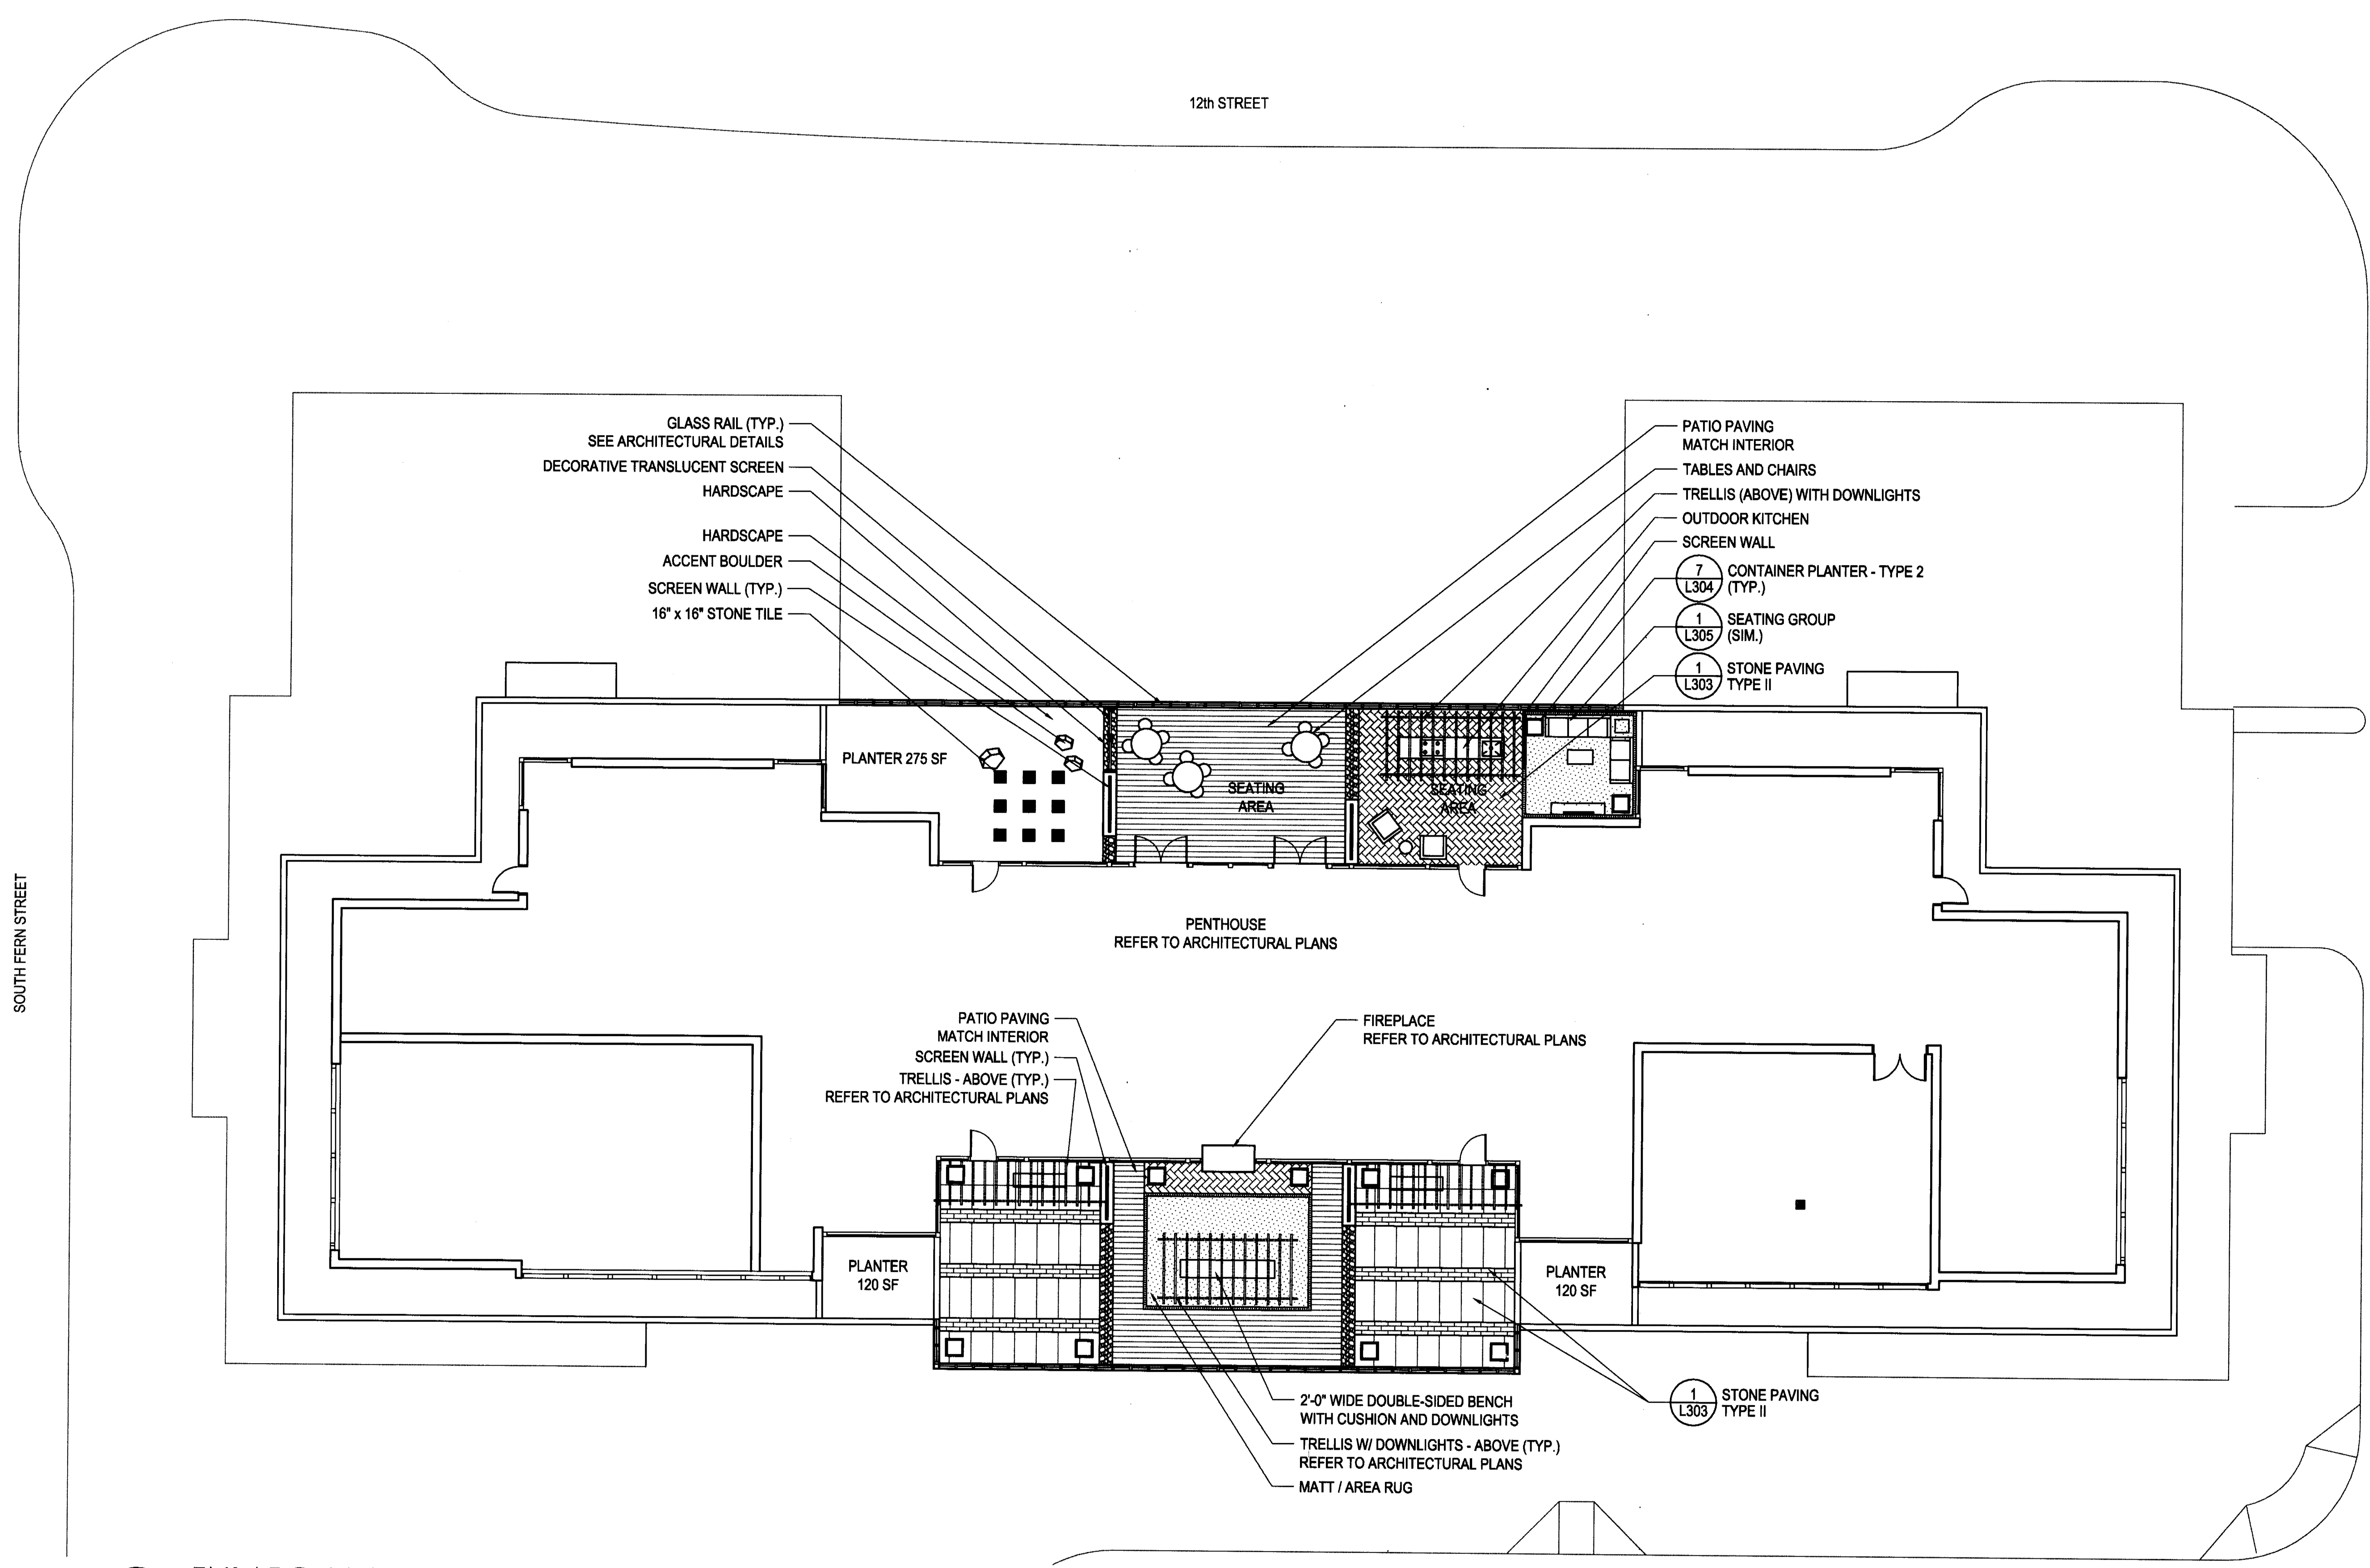 12th STREET
GLASS RAIL (TYP.)
SEE ARCHITECTURAL DETAILS
DECORATIVE TRANSLUCENT SCREEN
HARDSCAPE
HARDSCAPE
ACCENT BOULDER
SCREEN WALL (TYP.)
16" x 16" STONE TILE
PATIO PAVING
MATCH INTERIOR
TABLES AND CHAIRS
TRELLIS (ABOVE) WITH DOWNLIGHTS
OUTDOOR KITCHEN
SCREEN WALL
7
L304
CONTAINER PLANTER - TYPE 2
(TYP.)
1
L305
SEATING GROUP
(SIM.)
1
L303
STONE PAVING
TYPE II
PLANTER 275 SF
SEATING
AREA
SEATING
AREA
SOUTH FERN STREET
PENTHOUSE
REFER TO ARCHITECTURAL PLANS
PATIO PAVING
MATCH INTERIOR
SCREEN WALL (TYP.)
TRELLIS - ABOVE (TYP.)
REFER TO ARCHITECTURAL PLANS
FIREPLACE
REFER TO ARCHITECTURAL PLANS
PLANTER
120 SF
PLANTER
120 SF
2'-0" WIDE DOUBLE-SIDED BENCH
WITH CUSHION AND DOWNLIGHTS
TRELLIS W/ DOWNLIGHTS - ABOVE (TYP.)
REFER TO ARCHITECTURAL PLANS
MATT / AREA RUG
1
L303
STONE PAVING
TYPE II